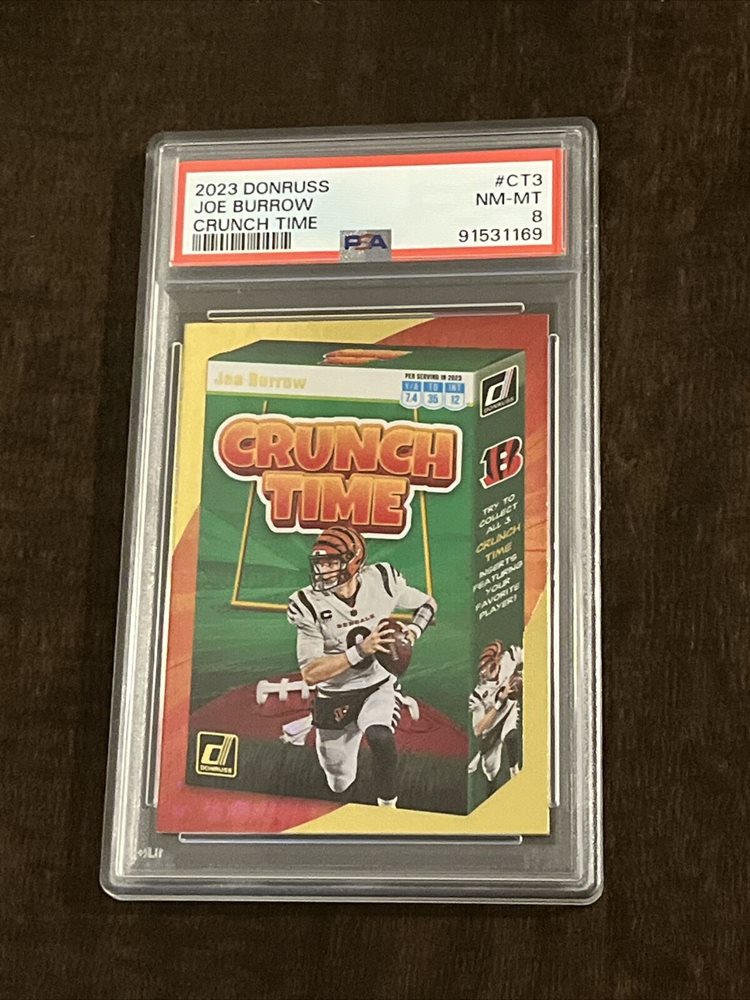 2023 DONRUSS #CT3
JOE BURROW NM-MT
CRUNCH TIME 8
PSA 91531169
Joe Burrow
PER SERVING IN 2023
Y/A TD INT
7.4 35 12
DONRUSS
CRUNCH
TIME
TRY TO
COLLECT
ALL 3
CRUNCH
TIME
INSERTS
FEATURING
YOUR
FAVORITE
PLAYER!
BENGALS
C
DONRUSS